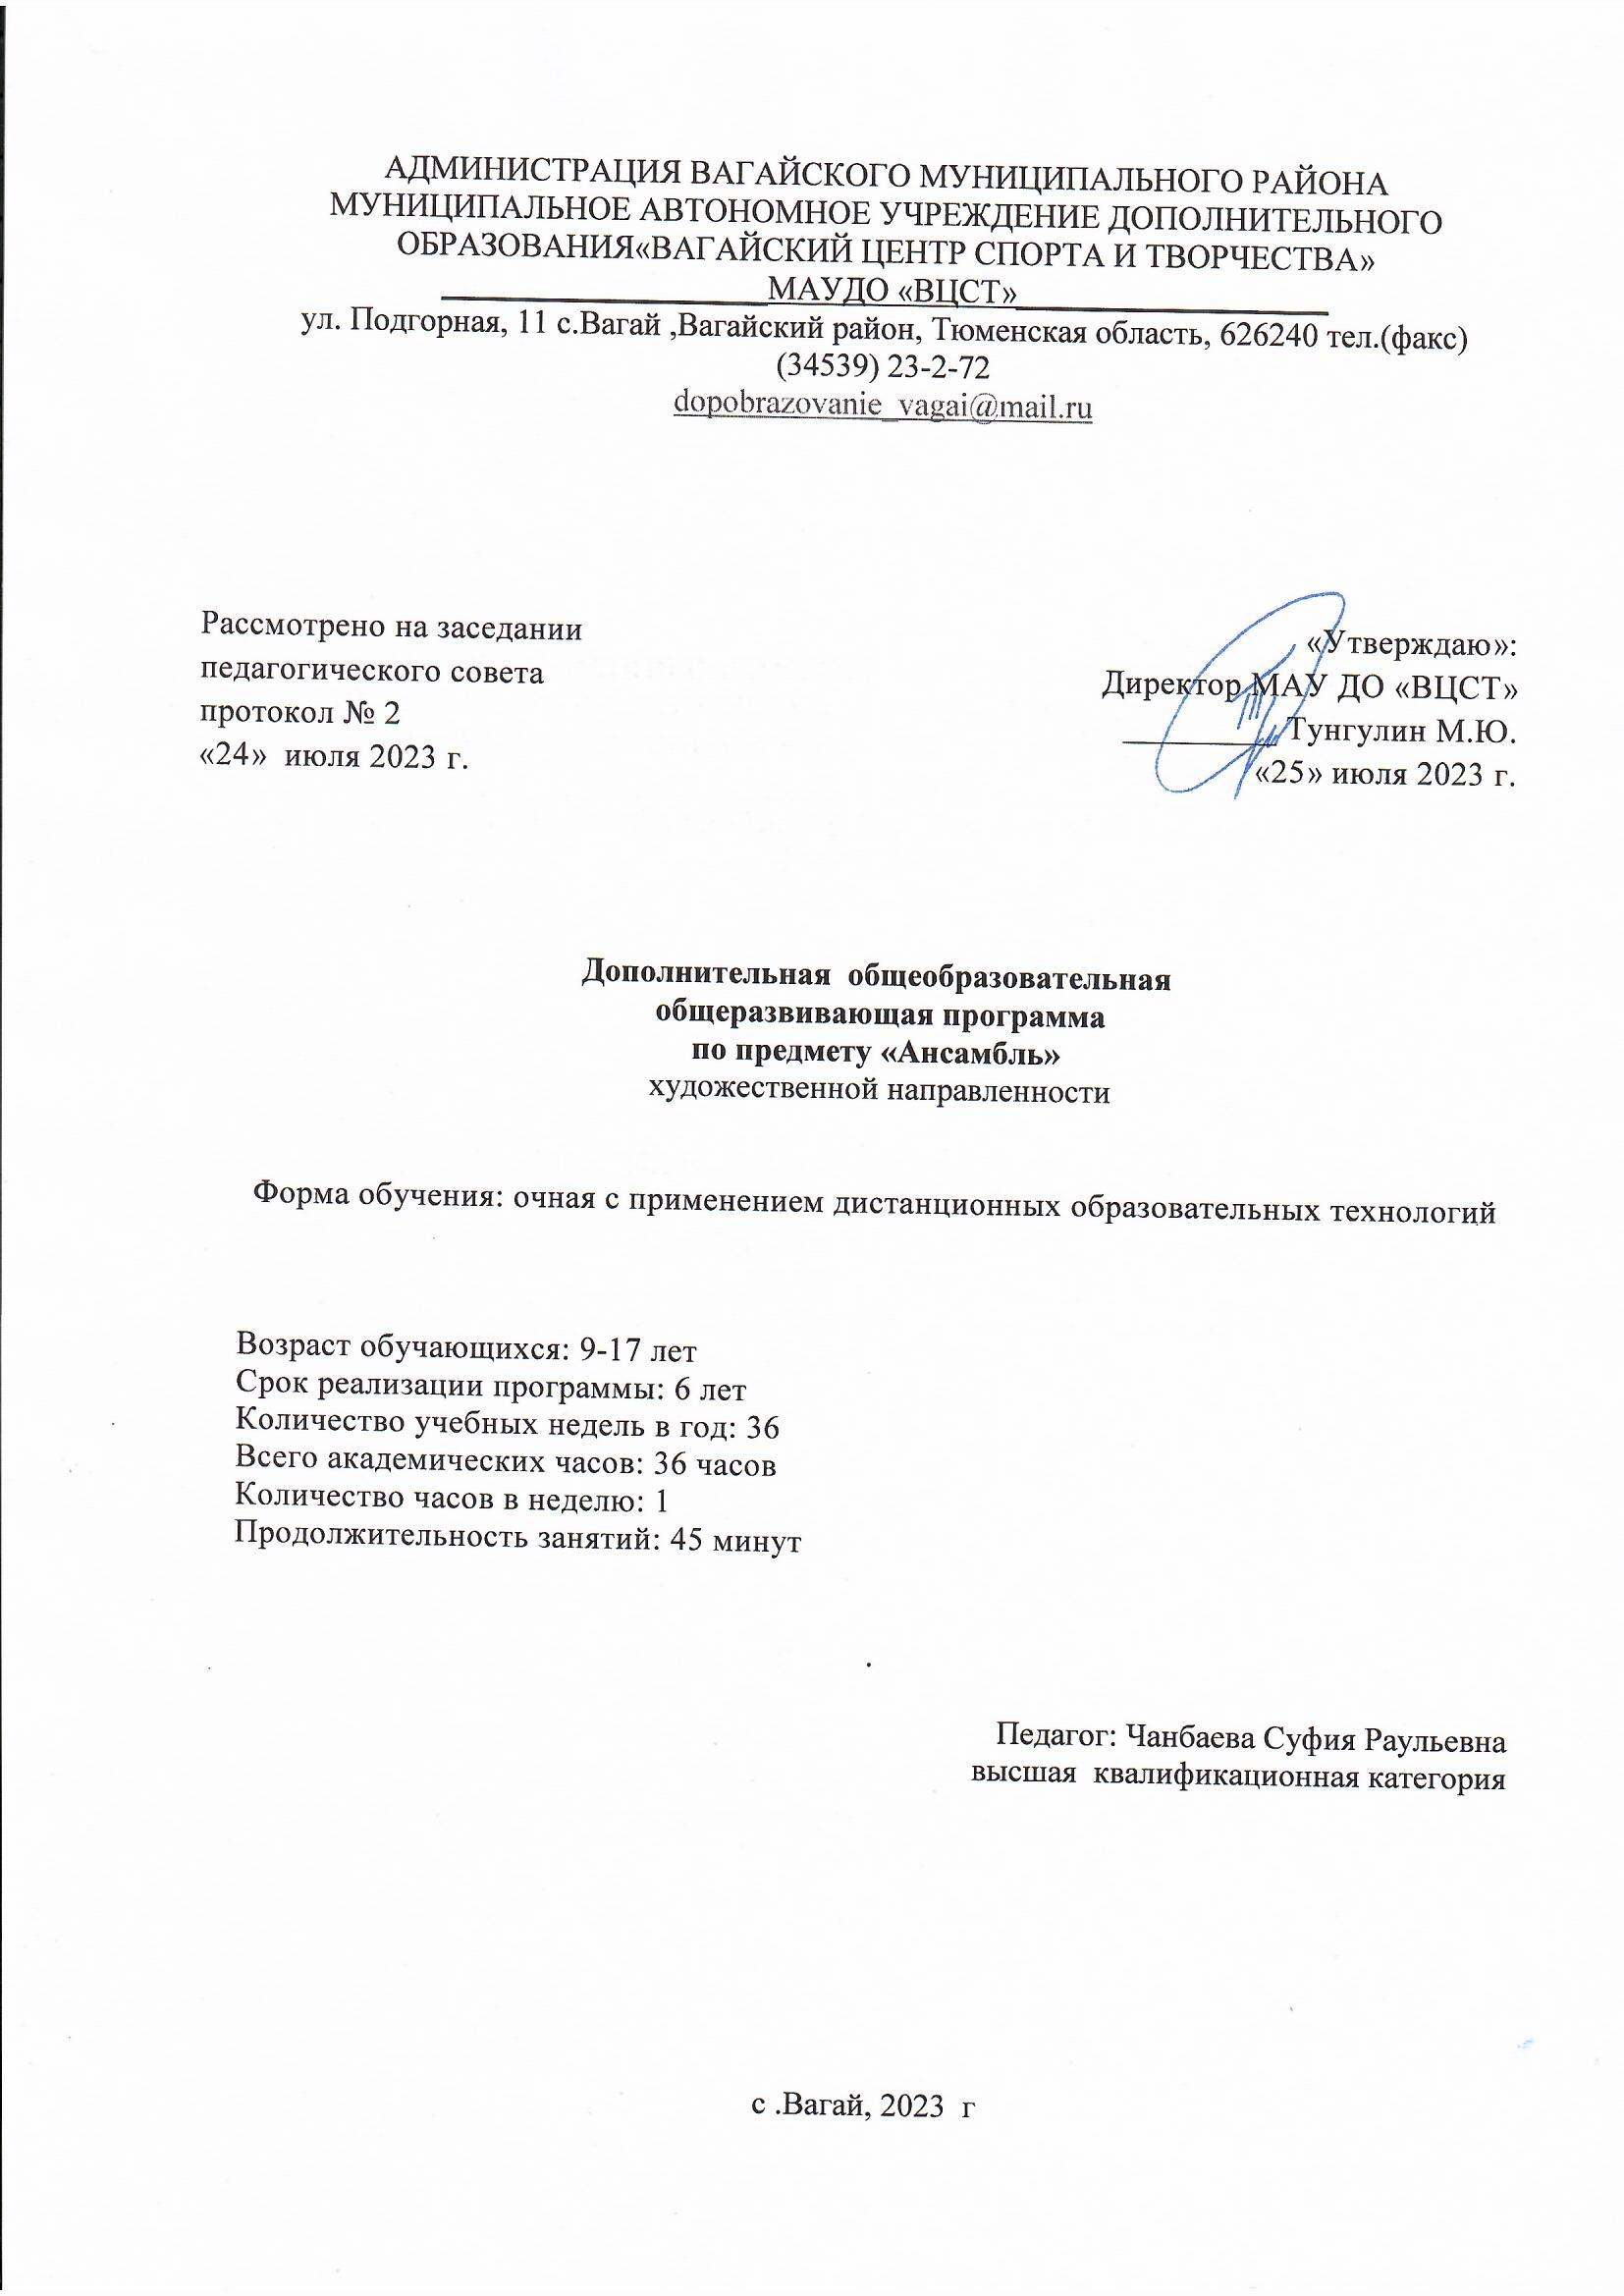 АДМИНИСТРАЦИЯ ВАГАЙСКОГО МУНИЦИПАЛЬНОГО РАЙОНА
МУНИЦИПАЛЬНОЕ АВТОНОМНОЕ УЧРЕЖДЕНИЕ ДОПОЛНИТЕЛЬНОГО
ОБРАЗОВАНИЯ«ВАГАЙСКИЙ ЦЕНТР СПОРТА И ТВОРЧЕСТВА»
МАУДО «ВЦСТ»
ул. Подгорная, 11 с.Вагай ,Вагайский район, Тюменская область, 626240 тел.(факс)
(34539) 23-2-72
dopobrazovanie_vagai@mail.ru
Рассмотрено на заседании
педагогического совета
протокол № 2
«24»  июля 2023 г.
«Утверждаю»:
Директор МАУ ДО «ВЦСТ»
__________Тунгулин М.Ю.
«25» июля 2023 г.
Дополнительная  общеобразовательная
общеразвивающая программа
по предмету «Ансамбль»
художественной направленности
Форма обучения: очная с применением дистанционных образовательных технологий
Возраст обучающихся: 9-17 лет
Срок реализации программы: 6 лет
Количество учебных недель в год: 36
Всего академических часов: 36 часов
Количество часов в неделю: 1
Продолжительность занятий: 45 минут
Педагог: Чанбаева Суфия Раульевна
высшая  квалификационная категория
с .Вагай, 2023  г